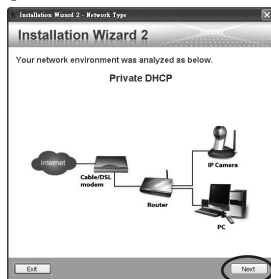 Installation Wizard 2 - Network Type
Installation Wizard 2
Your network environment was analyzed as below.
Private DHCP
Internet
Cable/DSL
modem
Router
IP Camera
PC
Exit
Next